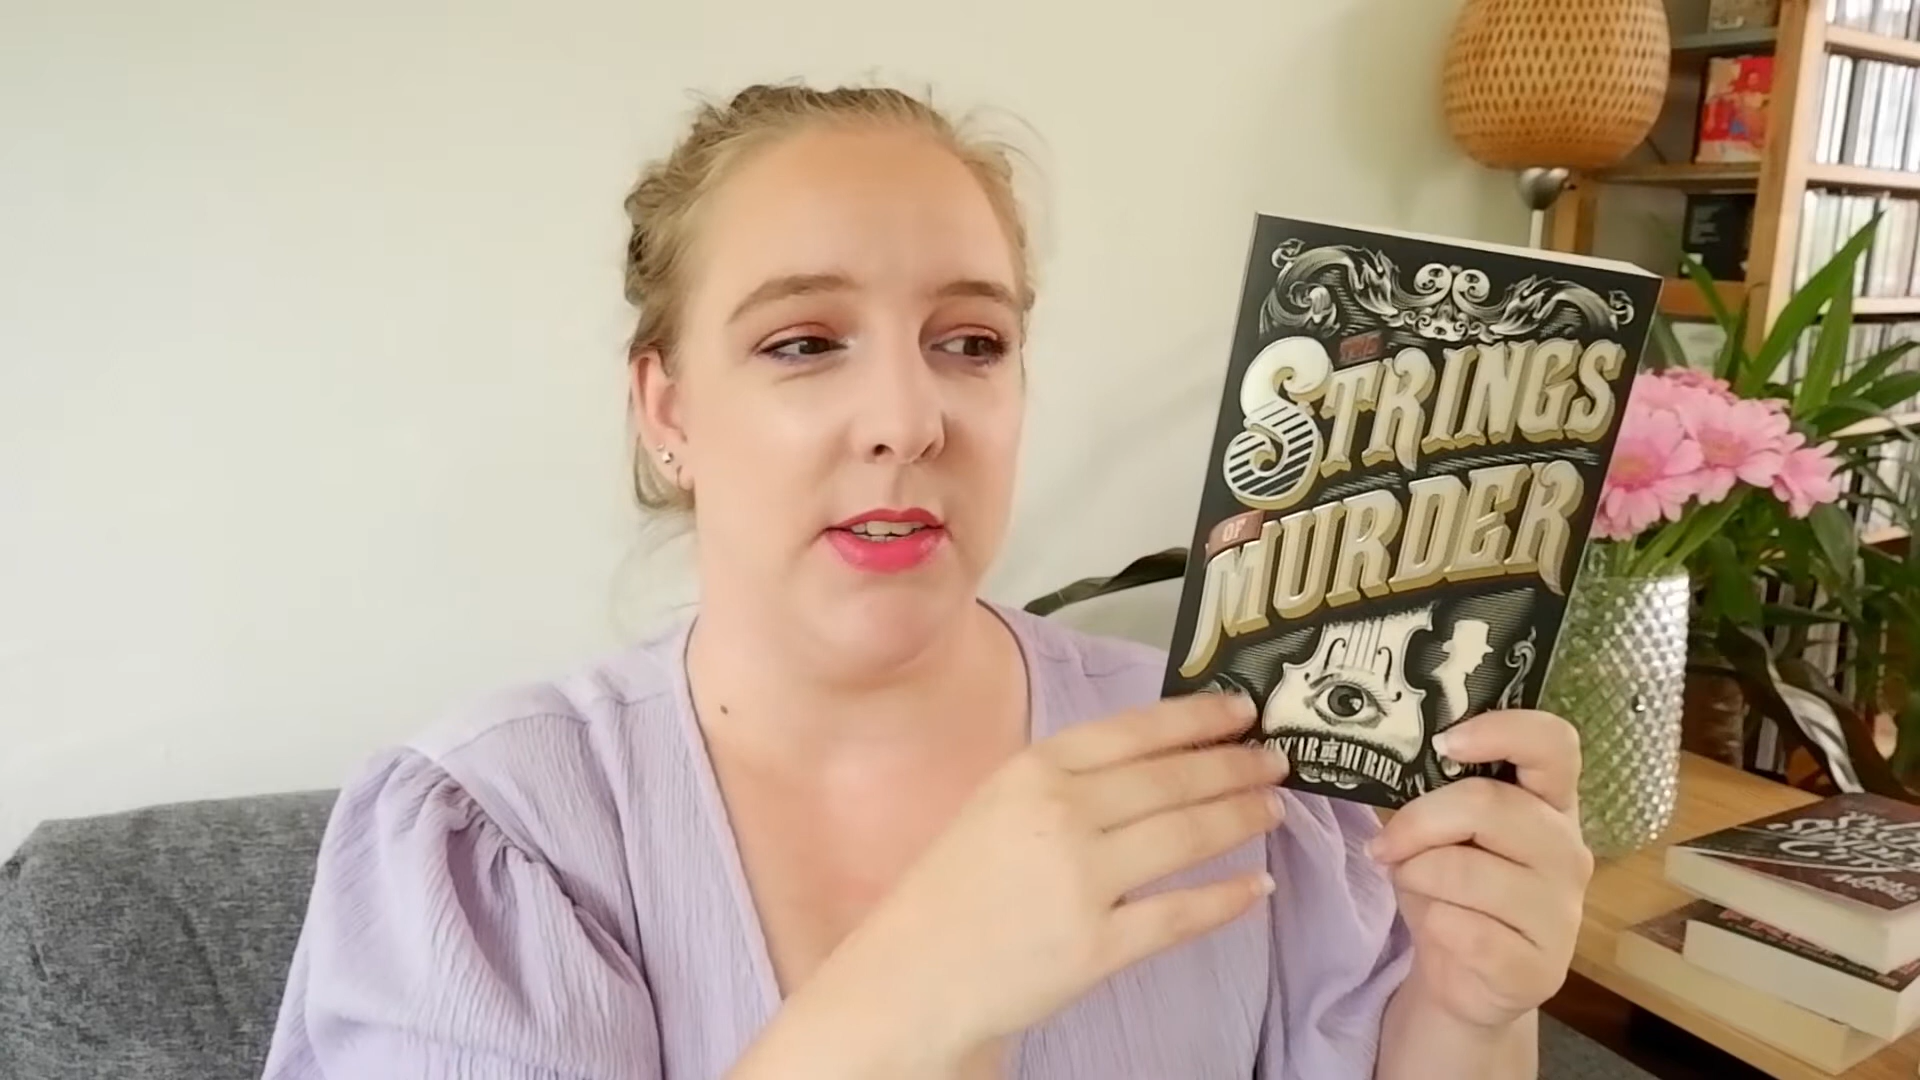 THE
STRINGS
OF
MURDER
OSCAR DE MURIEL